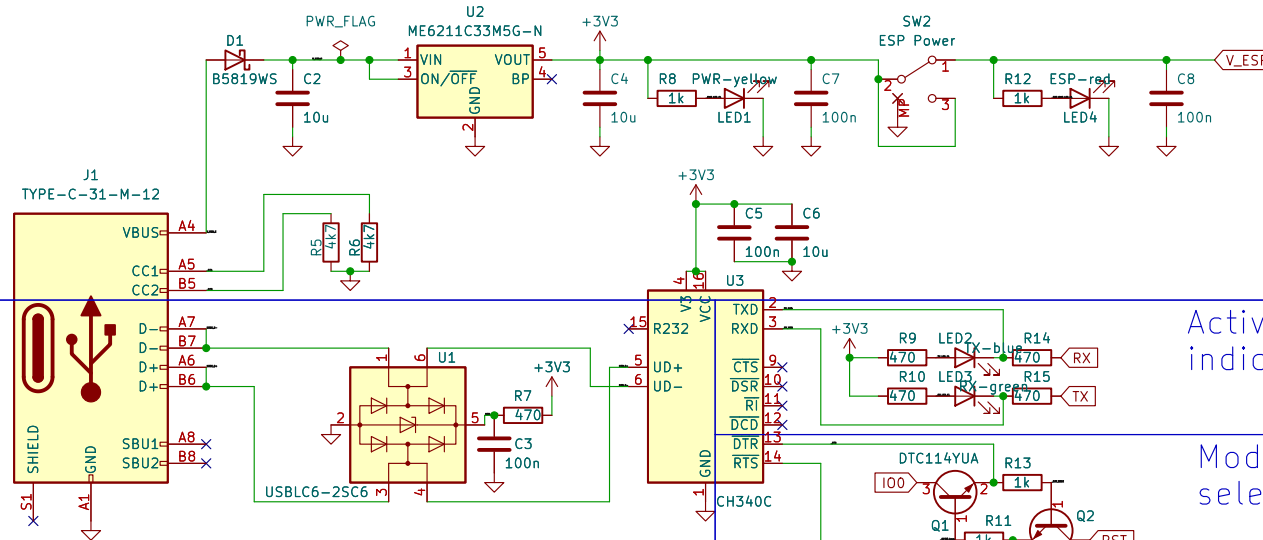 PWR_FLAG
U2
ME6211C33M5G-N
+3V3
SW2
ESP Power
D1
B5819WS
C2
10u
1 VIN
VOUT 5
3 ON/OFF
BP 4
GND
2
C4
10u
R8
1k
PWR-yellow
LED1
C7
100n
1
2
3
MP
R12
1k
ESP-red
LED4
C8
100n
V_ESP
J1
TYPE-C-31-M-12
VBUS A4
CC1 A5
CC2 B5
D- A7
D- B7
D+ A6
D+ B6
SBU1 A8
SBU2 B8
SHIELD
GND
S1
A1
R5
4k7
R6
4k7
+3V3
C5
100n
C6
10u
U3
4
16
V3
VCC
TXD 2
RXD 3
15 R232
5 UD+
6 UD-
CTS 9
DSR 10
RI 11
DCD 12
DTR 13
RTS 14
GND
1
CH340C
U1
1
6
2
5
3
4
USBLC6-2SC6
+3V3
R7
470
C3
100n
+3V3
R9
470
LED2
TX-blue
R14
470
RX
R10
470
LED3
RX-green
R15
470
TX
Activ
indic
Mod
sele
DTC114YUA
IO0
3
2
1
Q1
R13
1k
R11
1k
1
Q2
RST